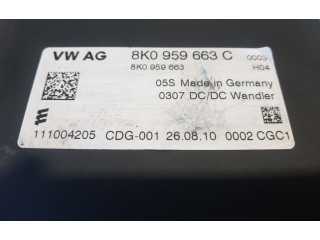 VW AG 8K0 959 663 C 0003
8K0 959 663 H04
05S Made in Germany
0307 DC/DC Wandler
111004205 CDG-001 26.08.10 0002 CGC1